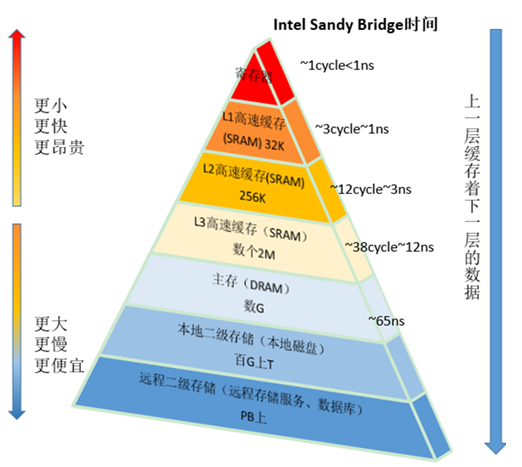 Intel Sandy Bridge时间
寄存器
~1cycle<1ns
更小
更快
更昂贵
L1高速缓存
(SRAM) 32K
~3cycle~1ns
L2高速缓存(SRAM)
256K
~12cycle~3ns
L3高速缓存（SRAM）
数个2M
~38cycle~12ns
主存（DRAM）
数G
~65ns
更大
更慢
更便宜
本地二级存储（本地磁盘）
百G上T
远程二级存储（远程存储服务、数据库）
PB上
上一层缓存着下一层的数据